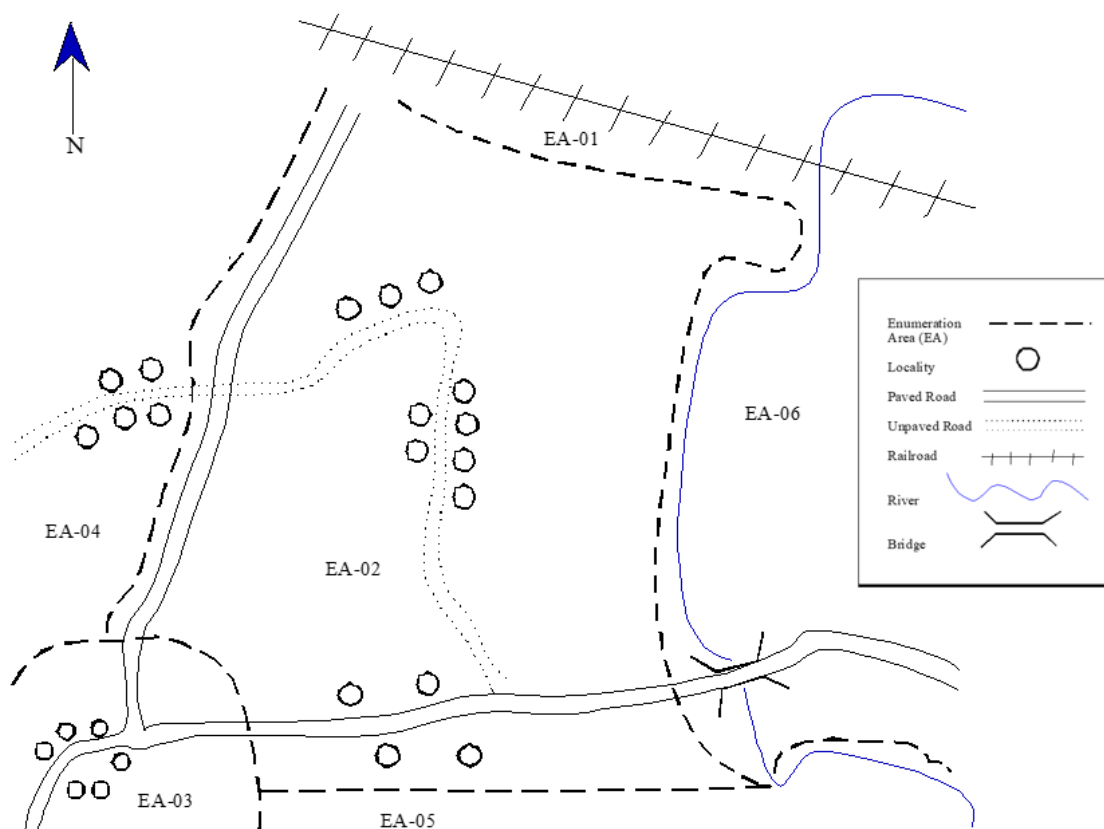 N
EA-01
EA-06
EA-04
EA-02
EA-03
EA-05
Enumeration
Area (EA)
Locality
Paved Road
Unpaved Road
Railroad
River
Bridge